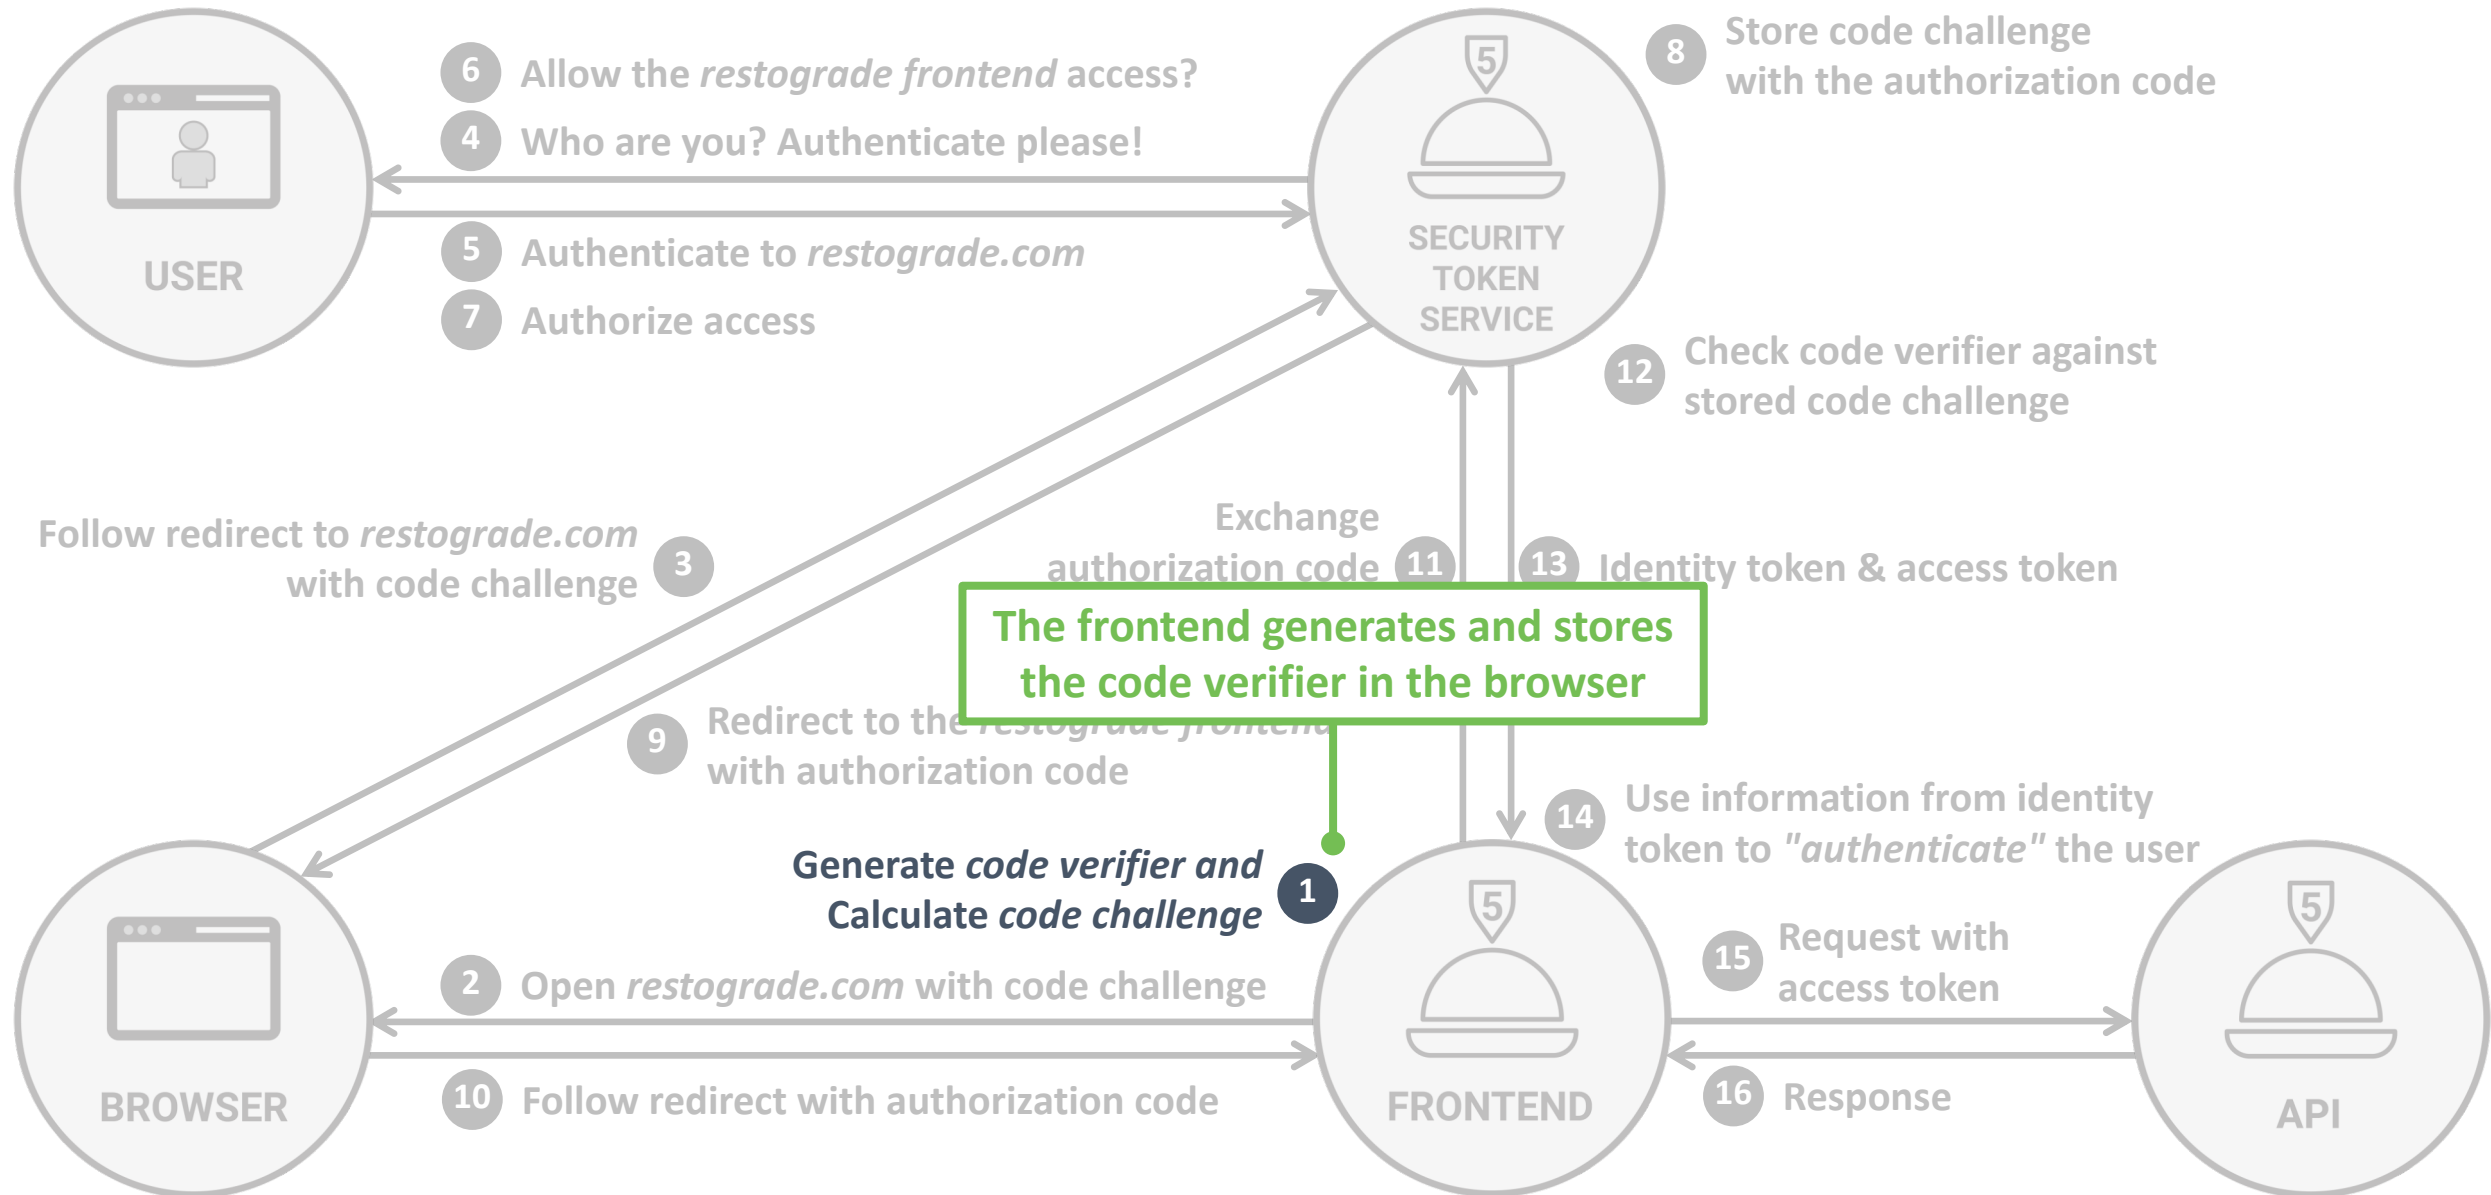 6 Allow the restograde frontend access?
4 Who are you? Authenticate please!
5 Authenticate to restograde.com
7 Authorize access
USER
5
SECURITY
TOKEN
SERVICE
8 Store code challenge
with the authorization code
12 Check code verifier against
stored code challenge
Follow redirect to restograde.com
with code challenge 3
Exchange
authorization code 11
13 Identity token & access token
The frontend generates and stores
the code verifier in the browser
9 Redirect to the restograde frontend
with authorization code
14 Use information from identity
token to "authenticate" the user
Generate code verifier and
Calculate code challenge 1
2 Open restograde.com with code challenge
10 Follow redirect with authorization code
BROWSER
5
FRONTEND
15 Request with
access token
16 Response
5
API